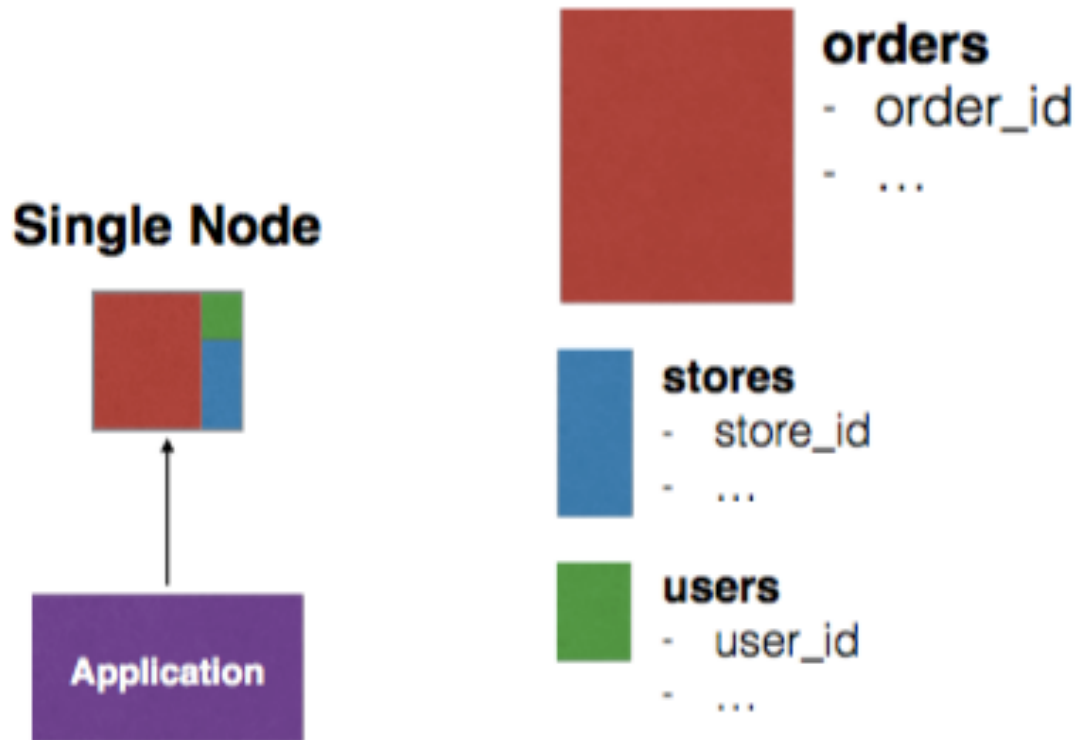 Single Node
Application
orders
- order_id
- ...
stores
- store_id
- ...
users
- user_id
- ...